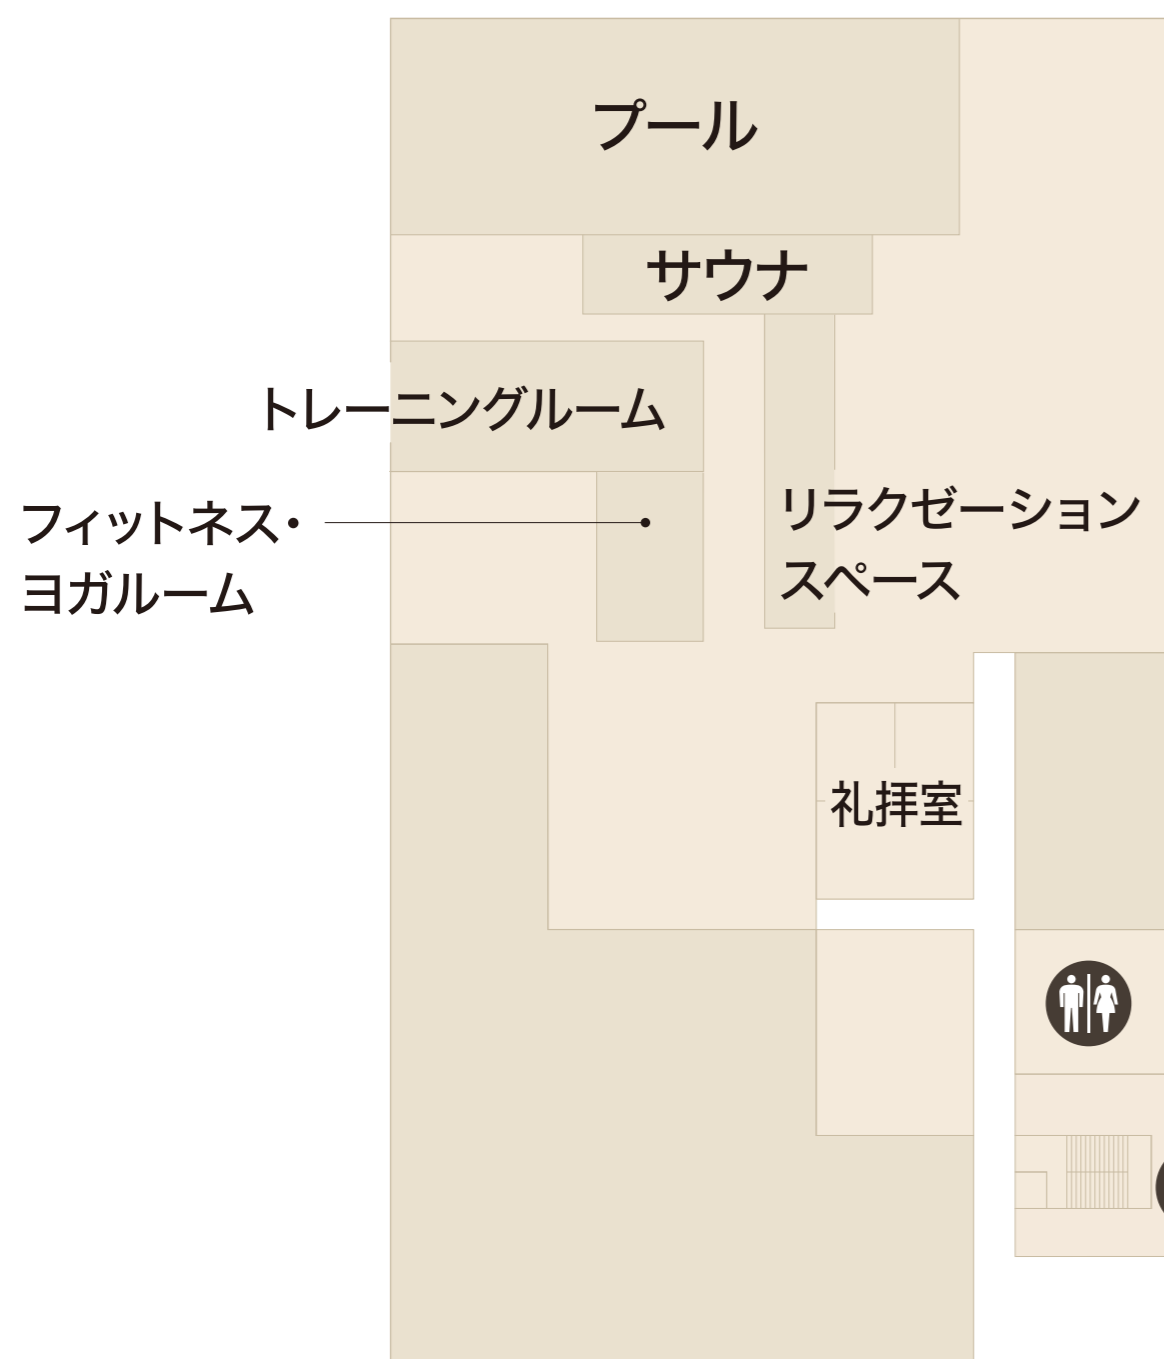 プール
サウナ
トレーニングルーム
フィットネス・
ヨガルーム
リラクゼーション
スペース
礼拝室